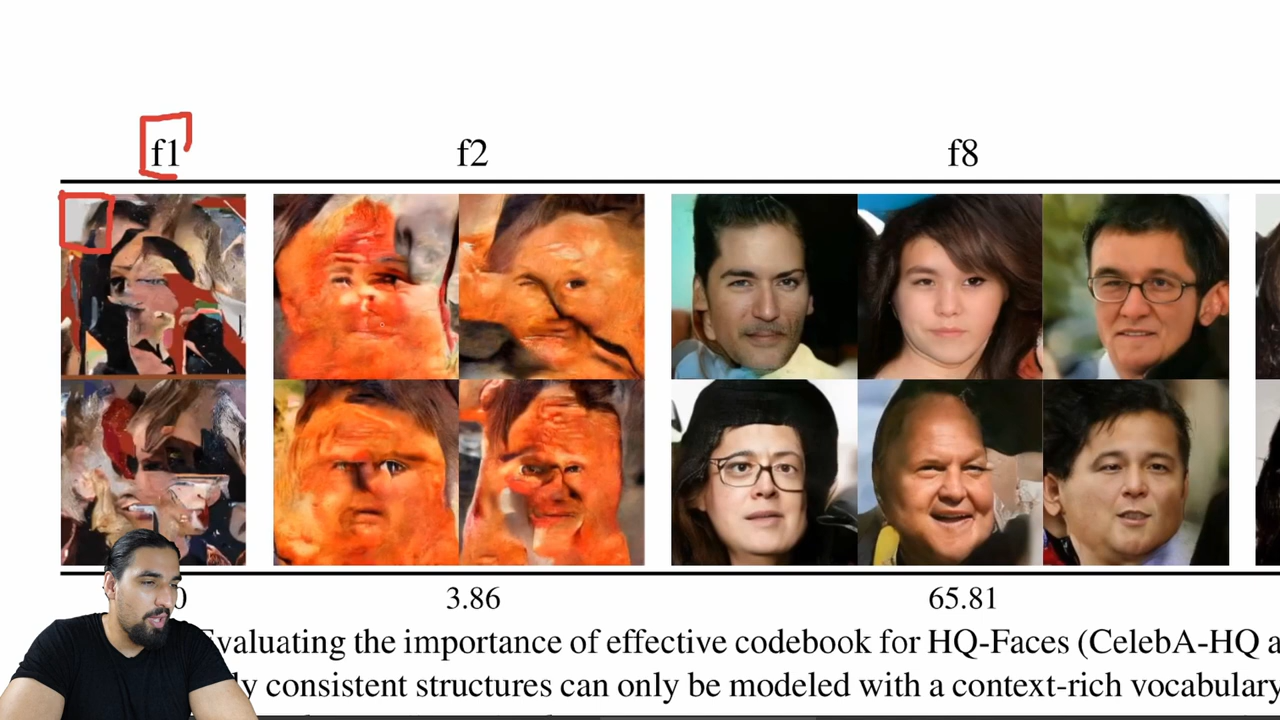 f1 f2 f8
0 3.86 65.81
Evaluating the importance of effective codebook for HQ-Faces (CelebA-HQ a
ly consistent structures can only be modeled with a context-rich vocabulary